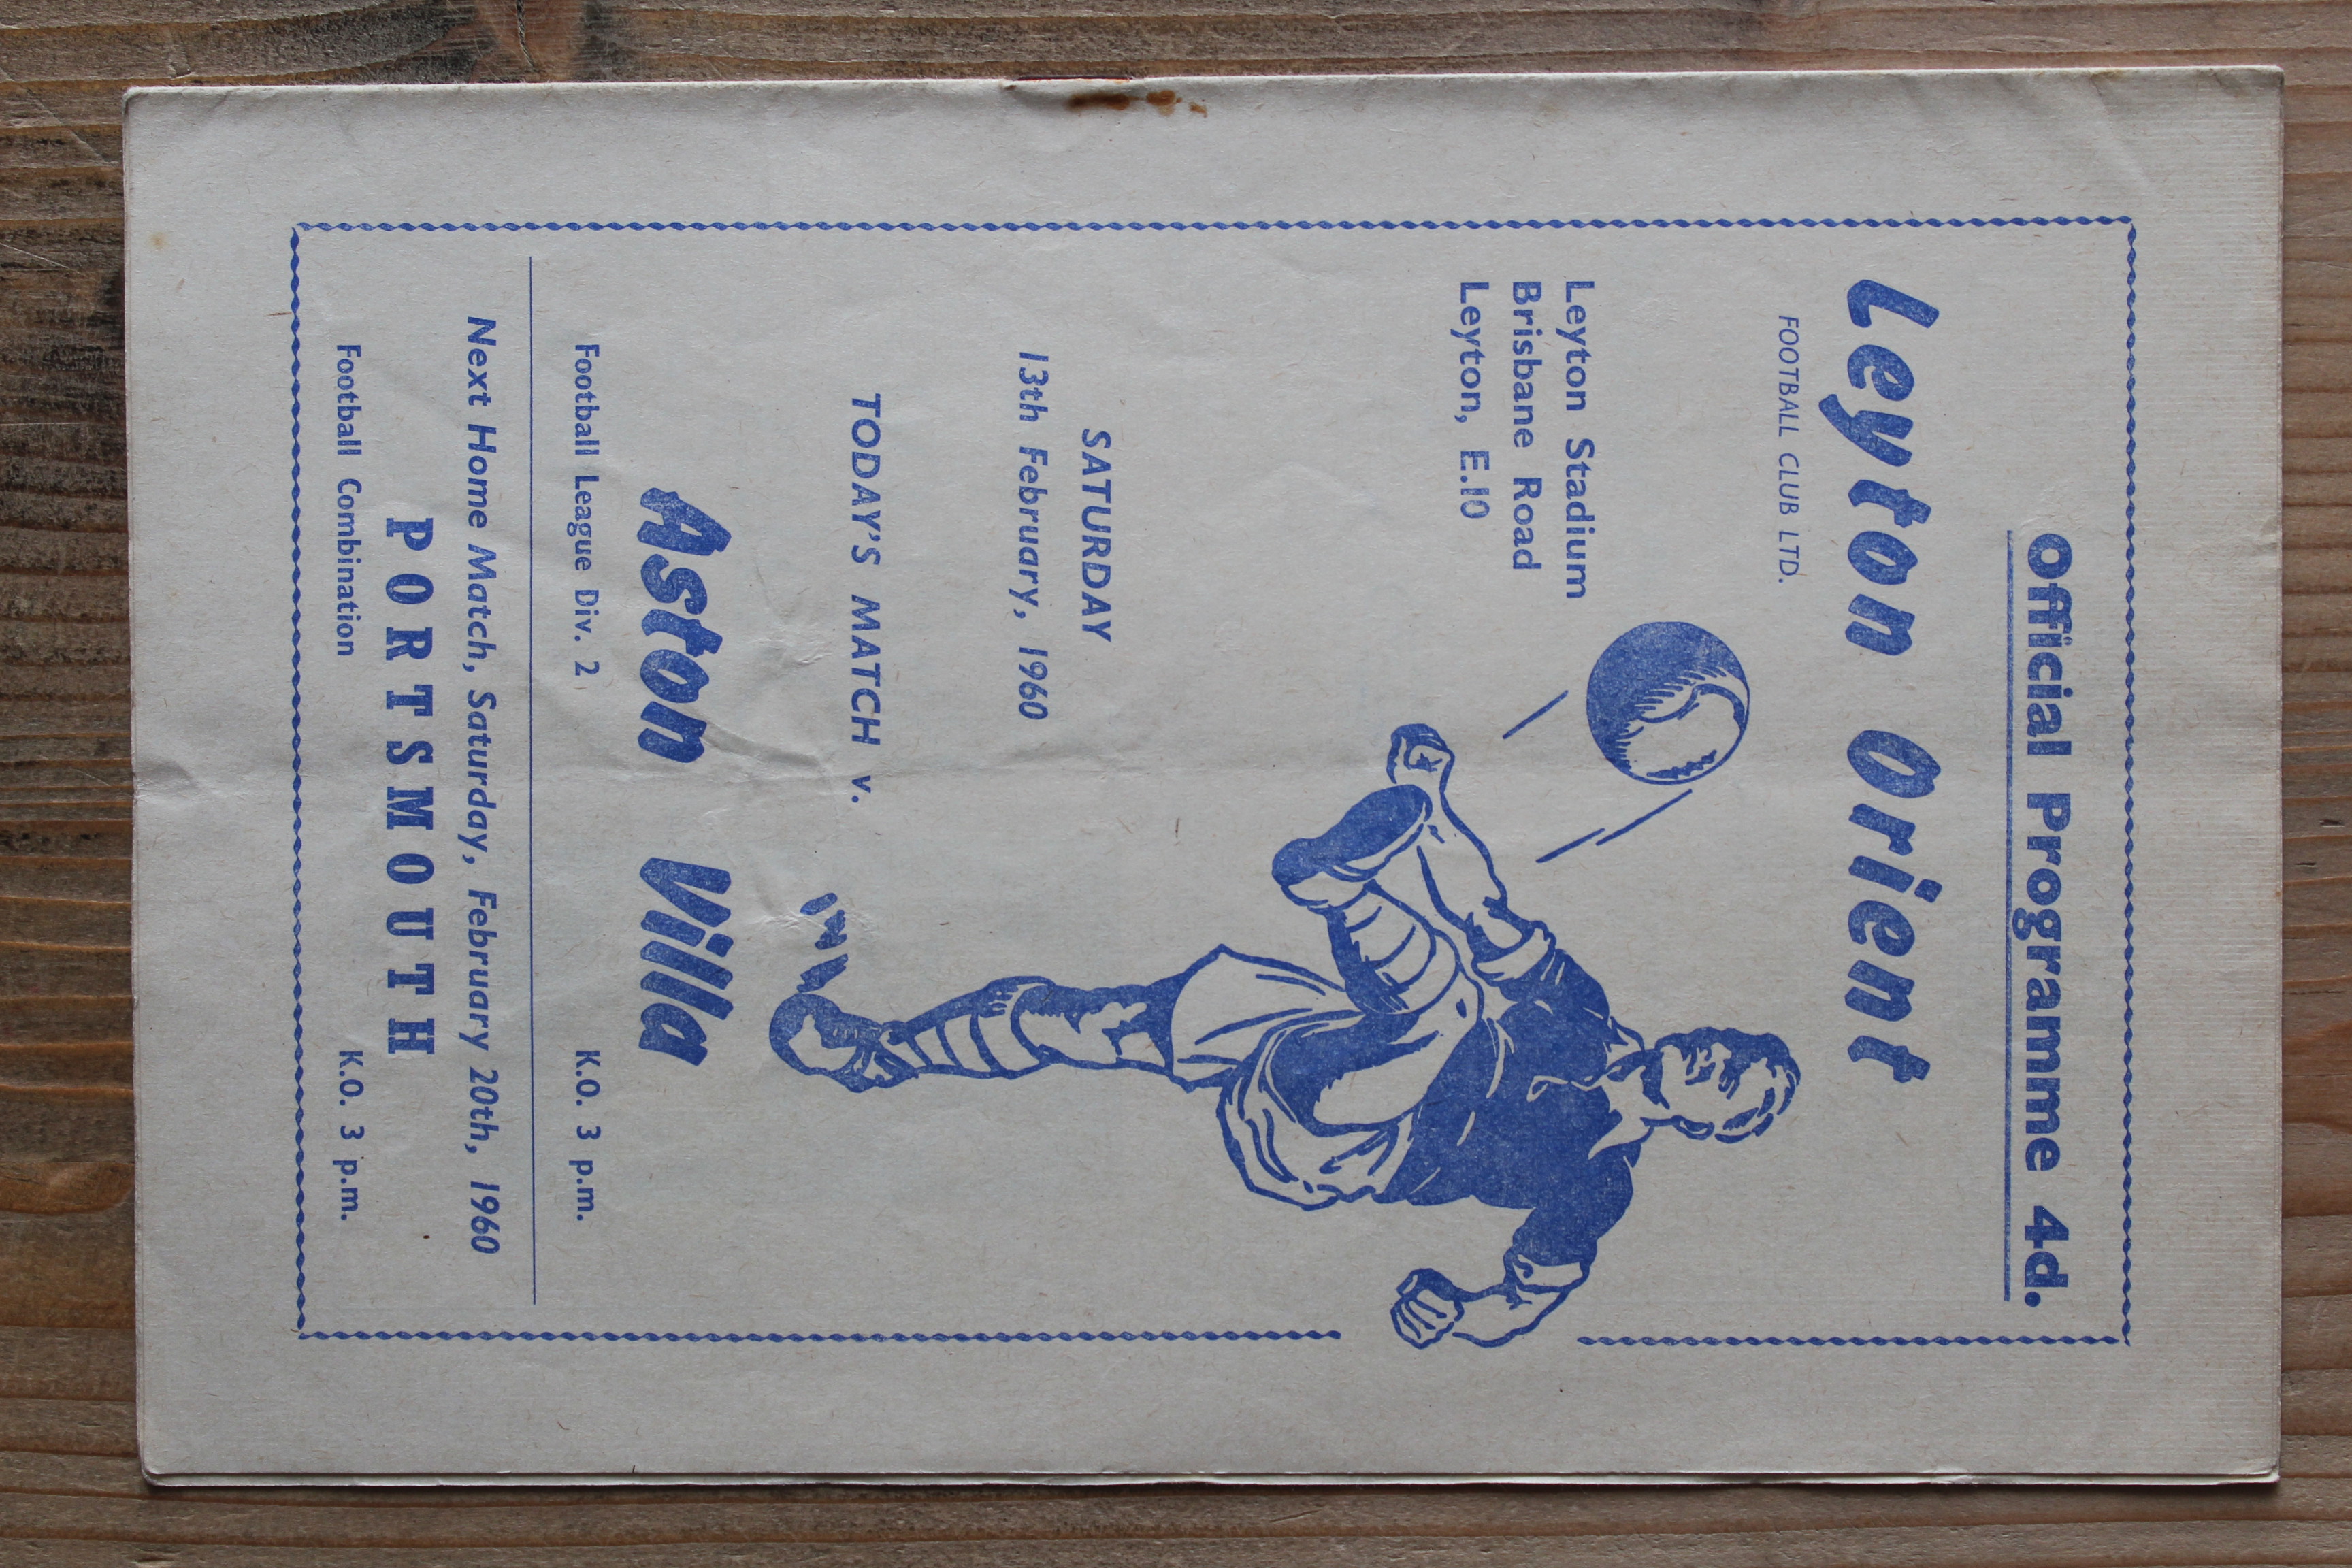 Official Programme 4d.
Leyton Orient
FOOTBALL CLUB LTD.
Leyton Stadium
Brisbane Road
Leyton, E.10
SATURDAY
13th February, 1960
TODAY'S MATCH v.
Aston Villa
Football League Div. 2 K.O. 3 p.m.
Next Home Match, Saturday, February 20th, 1960
PORTSMOUTH
Football Combination K.O. 3 p.m.